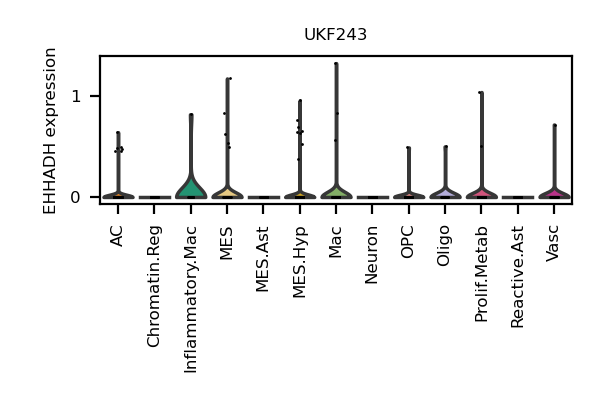 UKF243
EHHADH expression
1
0
AC
Chromatin.Reg
Inflammatory.Mac
MES
MES.Ast
MES.Hyp
Mac
Neuron
OPC
Oligo
Prolif.Metab
Reactive.Ast
Vasc